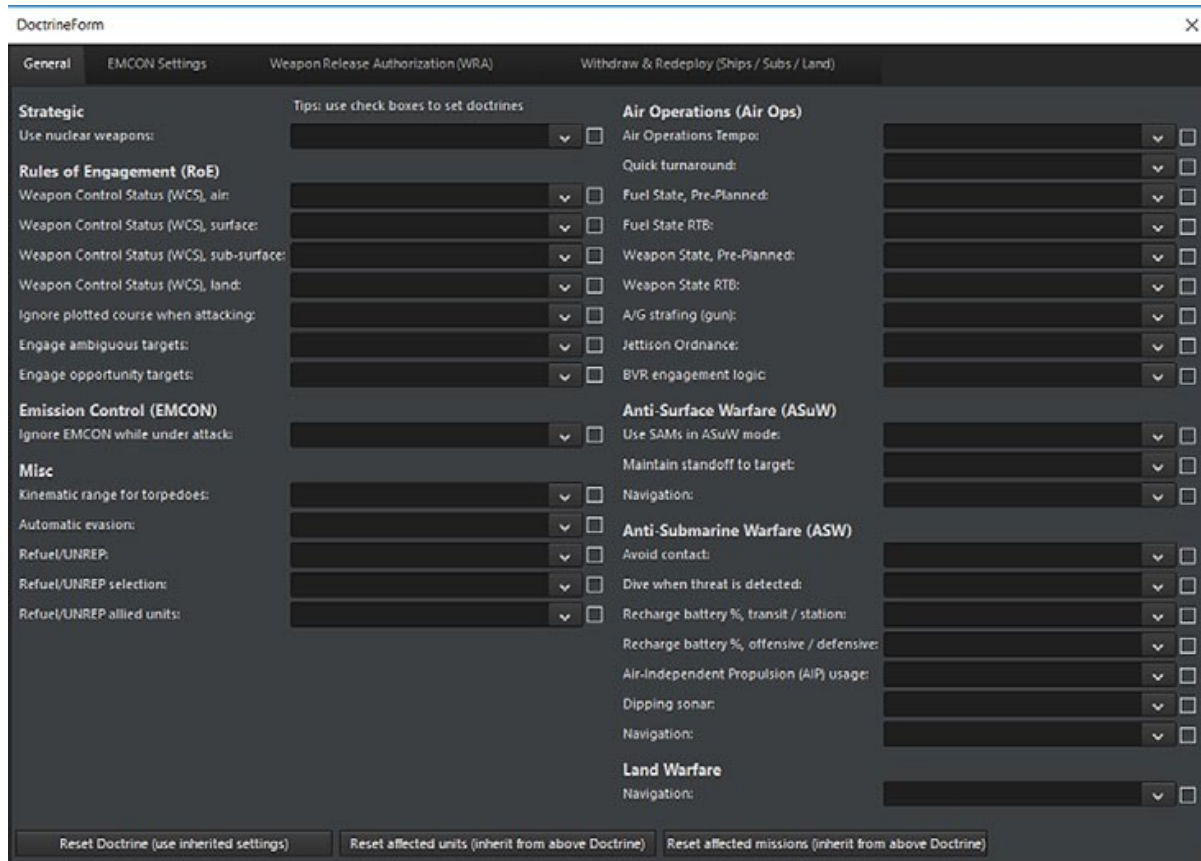 DoctrineForm
General
EMCON Settings
Weapon Release Authorization (WRA)
Withdraw & Redeploy (Ships / Subs / Land)
Strategic
Tips: use check boxes to set doctrines
Use nuclear weapons:
Rules of Engagement (RoE)
Weapon Control Status (WCS), air:
Weapon Control Status (WCS), surface:
Weapon Control Status (WCS), sub-surface:
Weapon Control Status (WCS), land:
Ignore plotted course when attacking:
Engage ambiguous targets:
Engage opportunity targets:
Emission Control (EMCON)
Ignore EMCON while under attack:
Misc
Kinematic range for torpedoes:
Automatic evasion:
Refuel/UNREP:
Refuel/UNREP selection:
Refuel/UNREP allied units:
Air Operations (Air Ops)
Air Operations Tempo:
Quick turnaround:
Fuel State, Pre-Planned:
Fuel State RTB:
Weapon State, Pre-Planned:
Weapon State RTB:
A/G strafing (gun):
Jettison Ordnance:
BVR engagement logic:
Anti-Surface Warfare (ASuW)
Use SAMs in ASuW mode:
Maintain standoff to target:
Navigation:
Anti-Submarine Warfare (ASW)
Avoid contact:
Dive when threat is detected:
Recharge battery %, transit / station:
Recharge battery %, offensive / defensive:
Air-Independent Propulsion (AIP) usage:
Dipping sonar:
Navigation:
Land Warfare
Navigation:
Reset Doctrine (use inherited settings)
Reset affected units (inherit from above Doctrine)
Reset affected missions (inherit from above Doctrine)